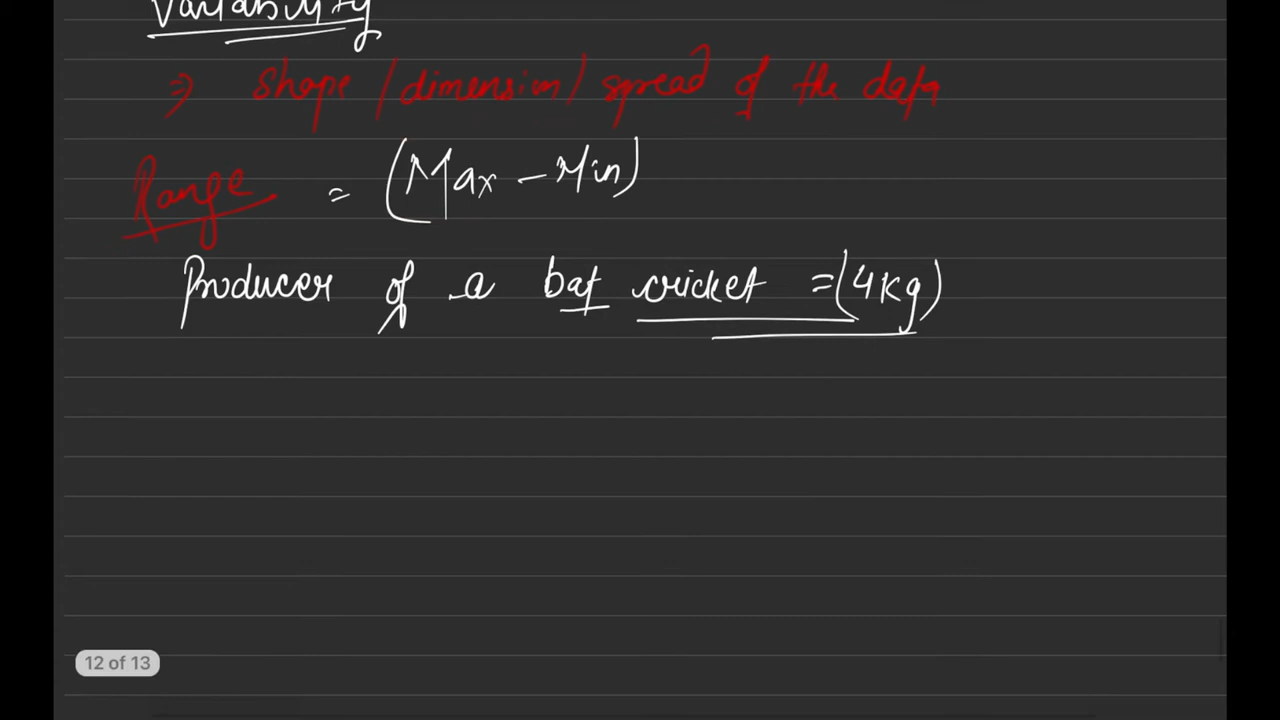 Variability
⇒ Shape / dimension / spread of the data
Range = (Max - Min)
Producer of a bat cricket = (4kg)
12 of 13